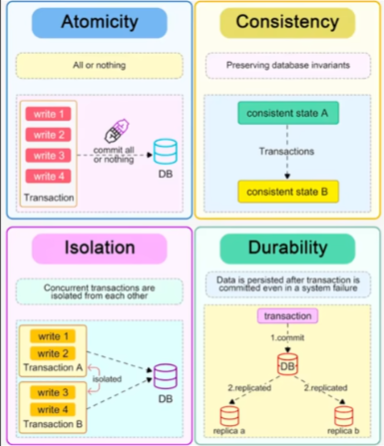 Atomicity
All or nothing
write 1
write 2
write 3
write 4
Transaction
commit all
or nothing
DB
Consistency
Preserving database invariants
consistent state A
Transactions
consistent state B
Isolation
Concurrent transactions are
isolated from each other
write 1
write 2
Transaction A
isolated
write 3
write 4
Transaction B
DB
Durability
Data is persisted after transaction is
committed even in a system failure
transaction
1.commit
DB
2.replicated
2.replicated
replica a
replica b